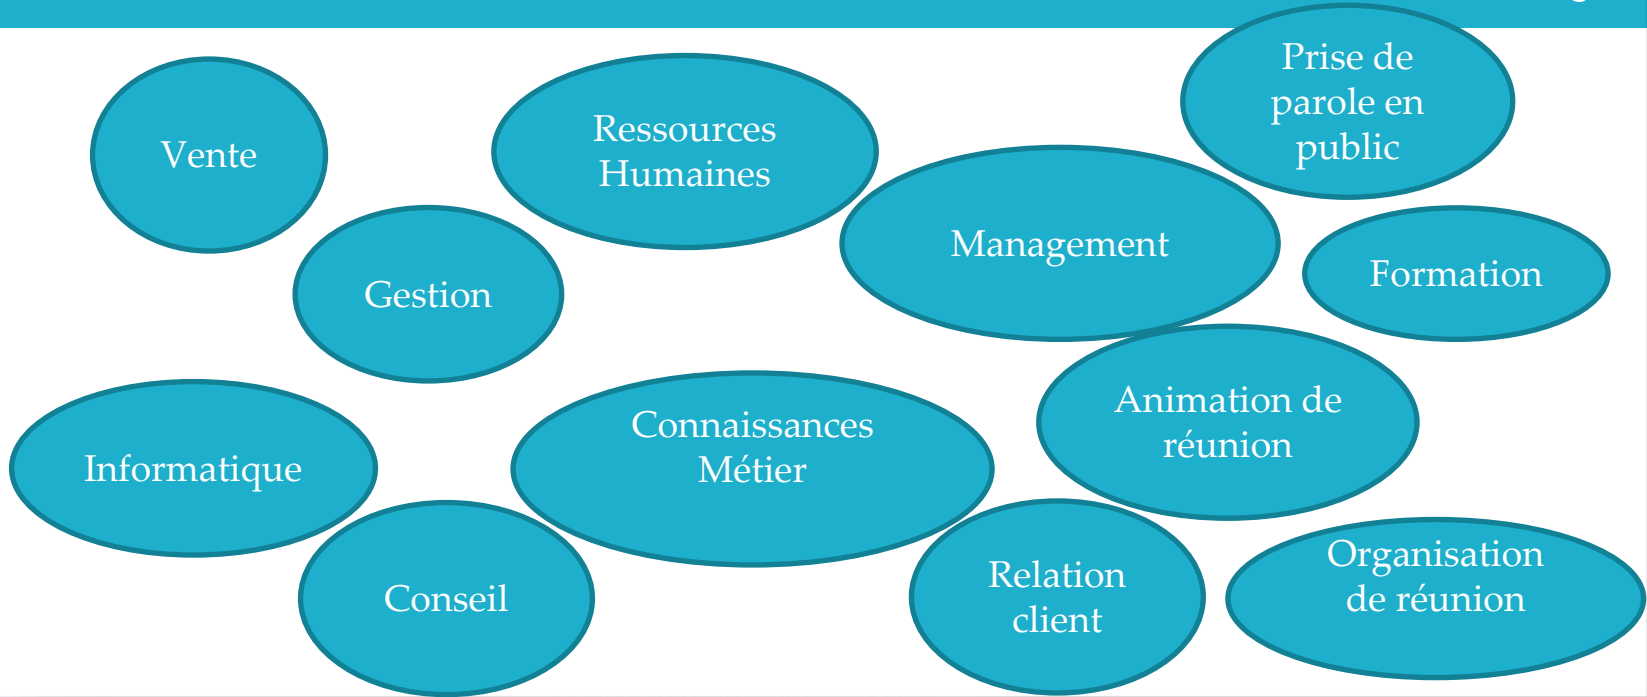 Prise de
parole en
public
Vente
Ressources
Humaines
Management
Formation
Gestion
Animation de
réunion
Connaissances
Métier
Informatique
Conseil
Relation
client
Organisation
de réunion